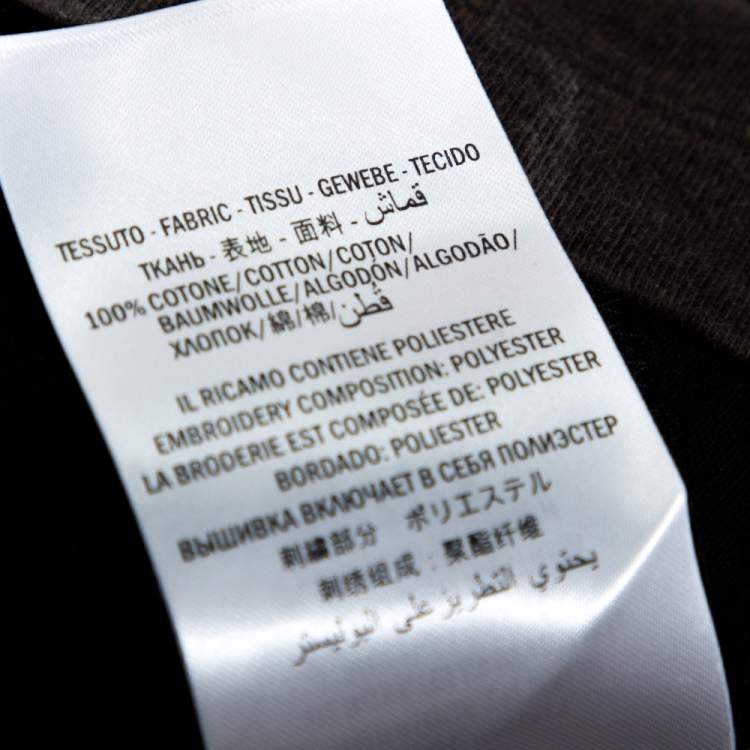 TESSUTO - FABRIC - TISSU - GEWEBE - TECIDO
ТКАНЬ - 表地 - 面料 - قماش
100% COTONE/COTTON/COTON/
BAUMWOLLE/ALGODÓN/ALGODÃO/
ХЛОПОК/綿/棉/قطن
IL RICAMO CONTIENE POLIESTERE
EMBROIDERY COMPOSITION: POLYESTER
LA BRODERIE EST COMPOSÉE DE: POLYESTER
BORDADO: POLIESTER
ВЫШИВКА ВКЛЮЧАЕТ В СЕБЯ ПОЛИЭСТЕР
刺繍部分 ポリエステル
刺绣组成：聚酯纤维
يحتوي التطريز على البوليستر